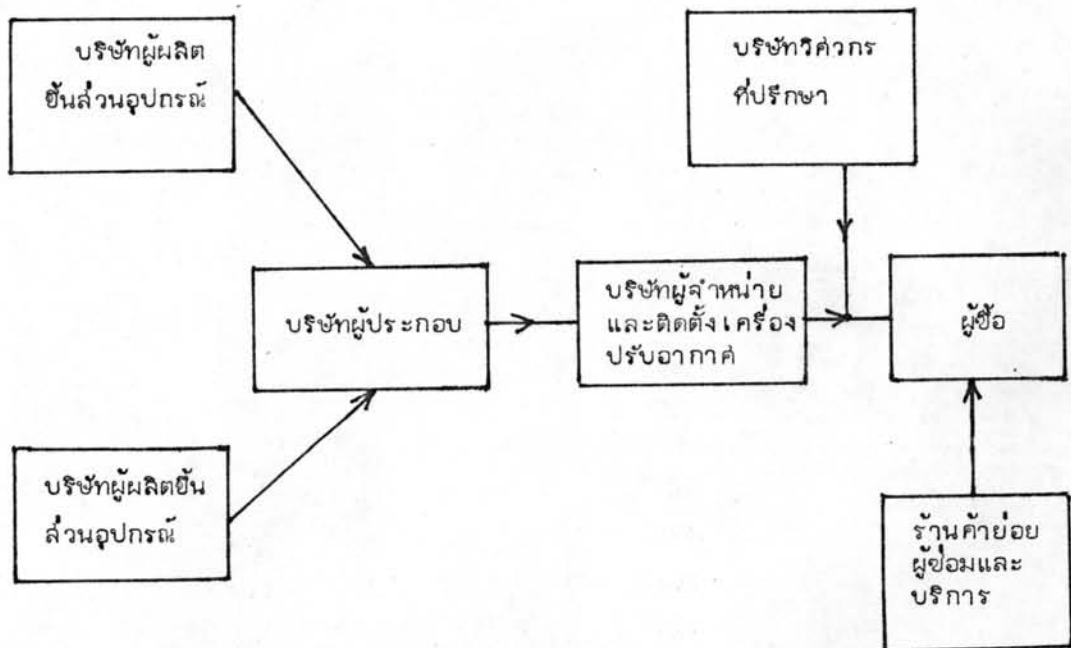 บริษัทผู้ผลิต
ชิ้นส่วนอุปกรณ์
บริษัทวิศวกร
ที่ปรึกษา
บริษัทผู้ประกอบ
บริษัทผู้จำหน่าย
และติดตั้งเครื่อง
ปรับอากาศ
ผู้ซื้อ
บริษัทผู้ผลิตชิ้น
ส่วนอุปกรณ์
ร้านค้าย่อย
ผู้ซ่อมและ
บริการ